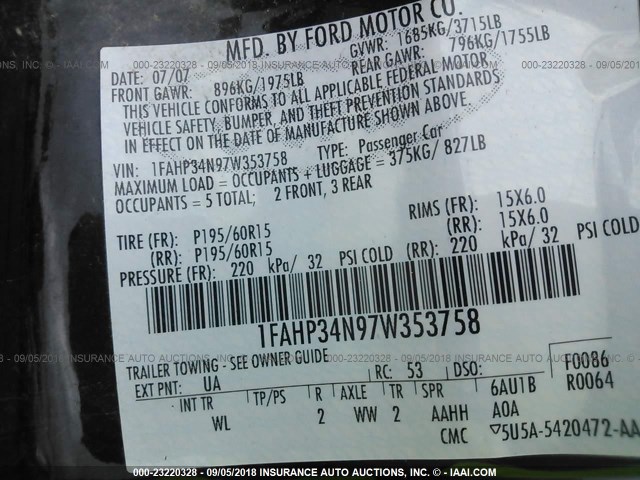 MFD. BY FORD MOTOR CO.
DATE: 07/07 GVWR: 1685KG/3715LB
FRONT GAWR: 896KG/1975LB REAR GAWR: 796KG/1755LB
THIS VEHICLE CONFORMS TO ALL APPLICABLE FEDERAL MOTOR
VEHICLE SAFETY, BUMPER, AND THEFT PREVENTION STANDARDS
IN EFFECT ON THE DATE OF MANUFACTURE SHOWN ABOVE.
VIN: 1FAHP34N97W353758 TYPE: Passenger Car
MAXIMUM LOAD = OCCUPANTS + LUGGAGE = 375KG/ 827LB
OCCUPANTS = 5 TOTAL; 2 FRONT, 3 REAR
TIRE (FR): P195/60R15 RIMS (FR): 15X6.0
(RR): P195/60R15 (RR): 15X6.0
PRESSURE (FR): 220 kPa/ 32 PSI COLD (RR): 220 kPa/ 32 PSI COLD
1FAHP34N97W353758
TRAILER TOWING - SEE OWNER GUIDE RC: 53 DSO: F0086
EXT PNT: UA 6AU1B R0064
INT TR TP/PS R AXLE TR SPR A0A
WL 2 WW 2 AAHH
CMC ▽5U5A-5420472-AA
000-23220328 - 09/05/2018 INSURANCE AUTO AUCTIONS, INC. - © - IAAI.COM